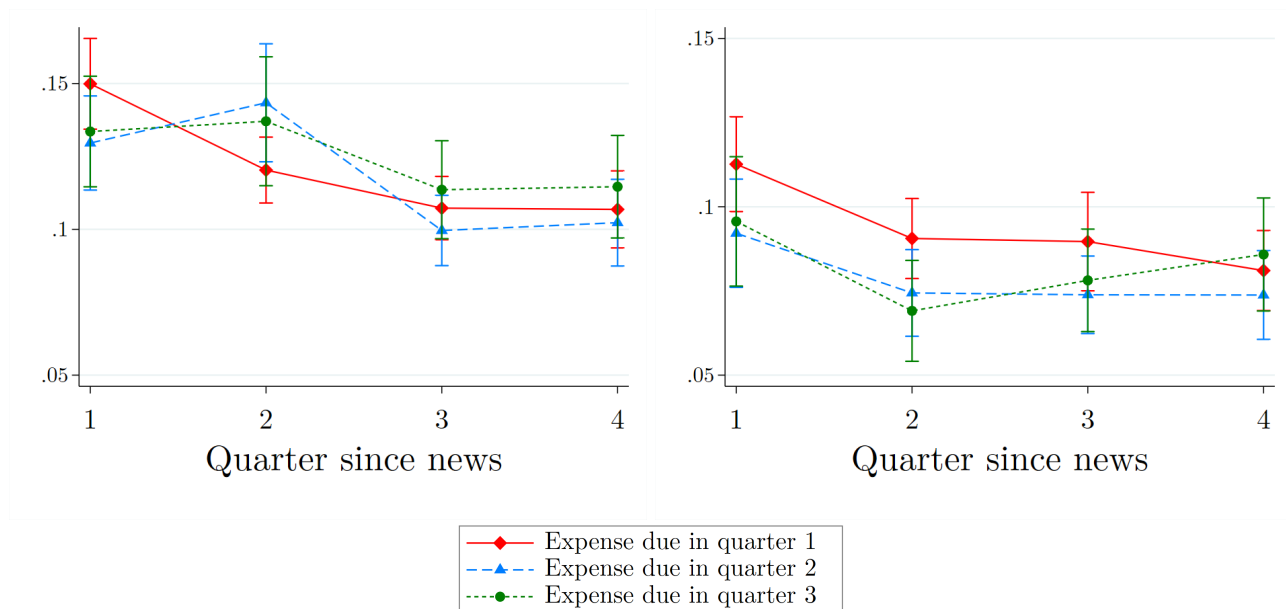 .15
.1
.05
1 2 3 4
Quarter since news
.15
.1
.05
1 2 3 4
Quarter since news
Expense due in quarter 1
Expense due in quarter 2
Expense due in quarter 3